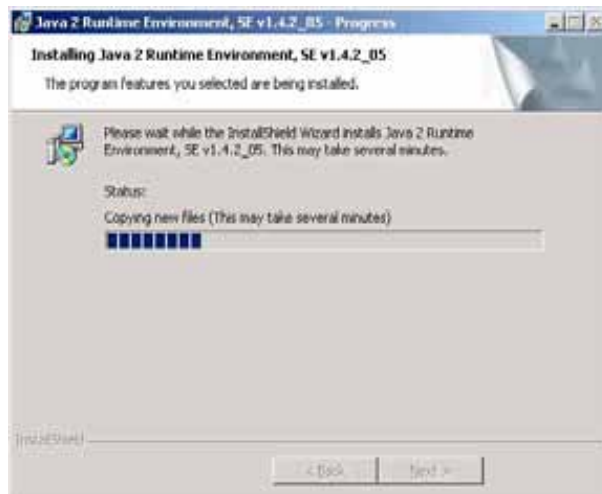 Java 2 Runtime Environment, SE v1.4.2_05 - Progress
Installing Java 2 Runtime Environment, SE v1.4.2_05
The program features you selected are being installed.
Please wait while the InstallShield Wizard installs Java 2 Runtime
Environment, SE v1.4.2_05. This may take several minutes.
Status:
Copying new files (This may take several minutes)
InstallShield
< Back
Next >